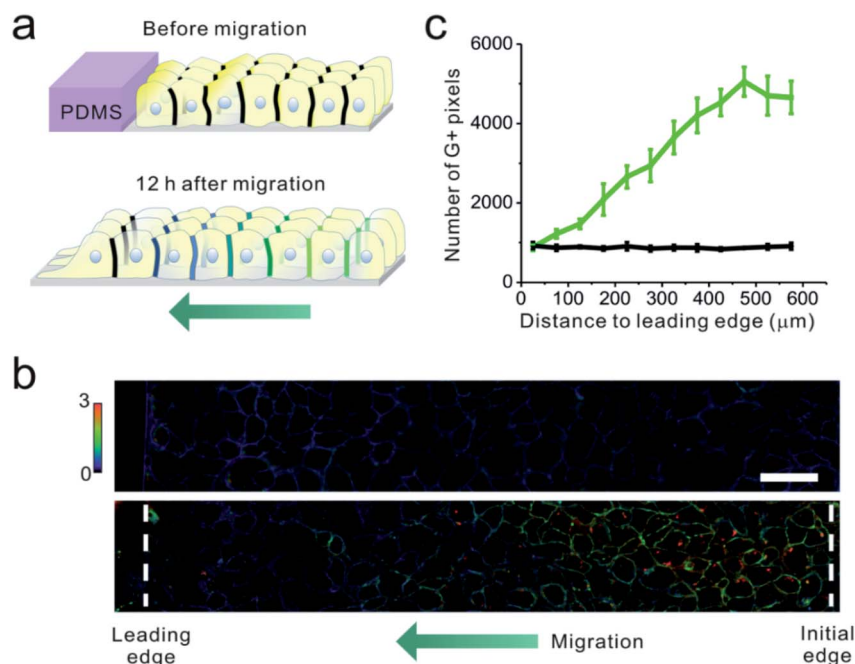 a
Before migration
PDMS
12 h after migration
c
Number of G+ pixels
6000
4000
2000
0
0 100 200 300 400 500 600
Distance to leading edge (μm)
b
3
0
Leading edge
Migration
Initial edge